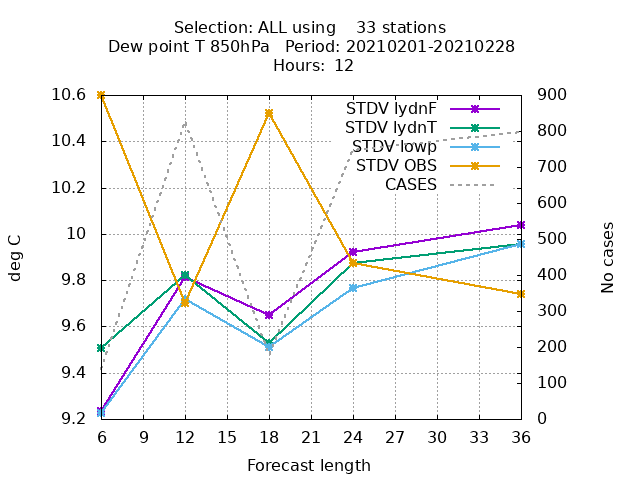 Selection: ALL using    33 stations
Dew point T 850hPa   Period: 20210201-20210228
Hours: 12
STDV lydnF
STDV lydnT
STDV lowp
STDV OBS
CASES
10.6
10.4
10.2
10
9.8
9.6
9.4
9.2
deg C
900
800
700
600
500
400
300
200
100
0
No cases
6 9 12 15 18 21 24 27 30 33 36
Forecast length